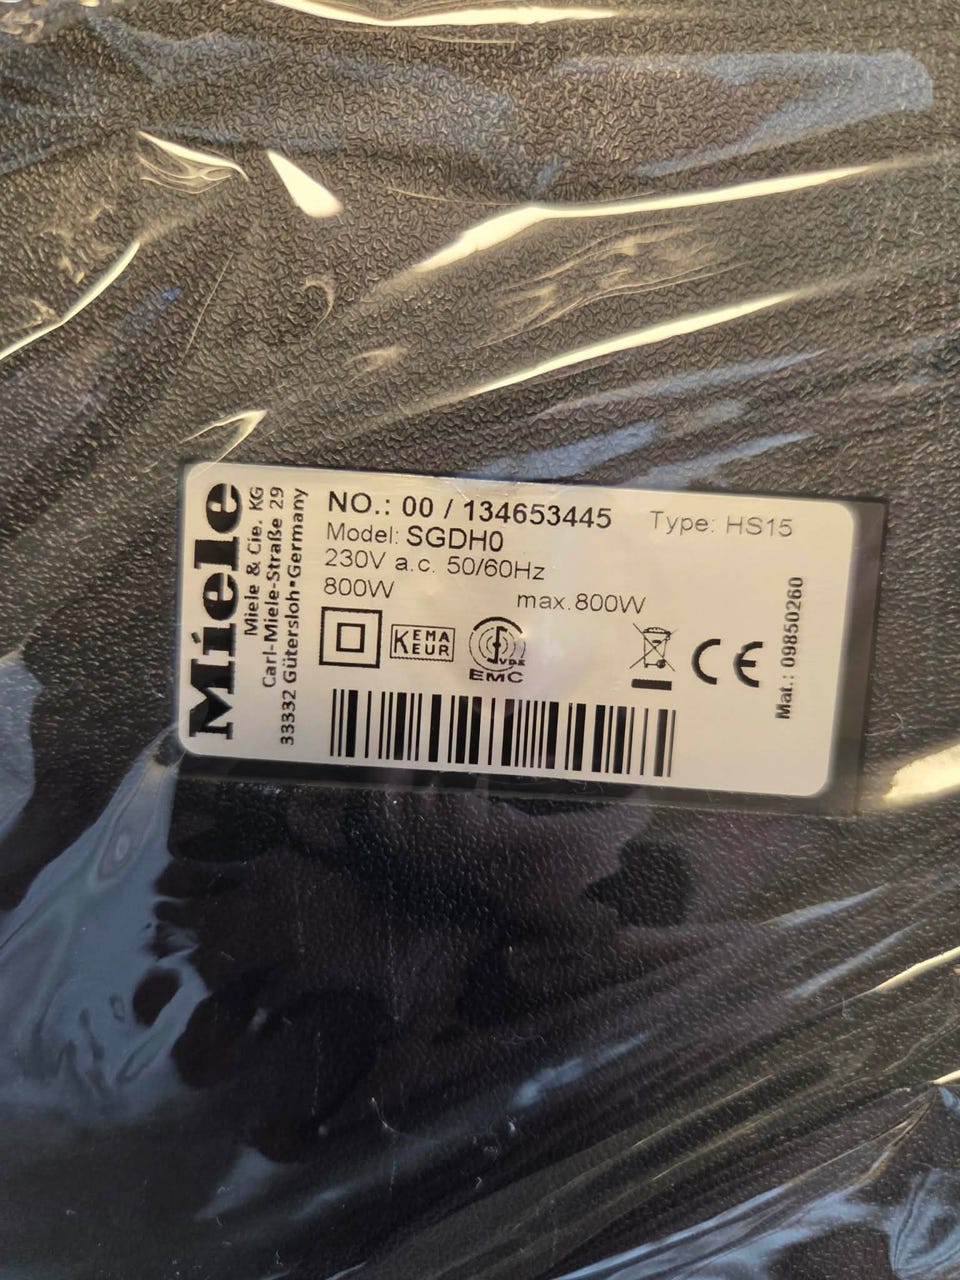 Miele
Miele & Cie. KG
Carl-Miele-Straße 29
33332 Gütersloh▪Germany
NO.: 00 / 134653445 Type: HS15
Model: SGDH0
230V a.c. 50/60Hz
800W max.800W
KEMA
KEUR
VDE
EMC
CE
Mat.: 09850260